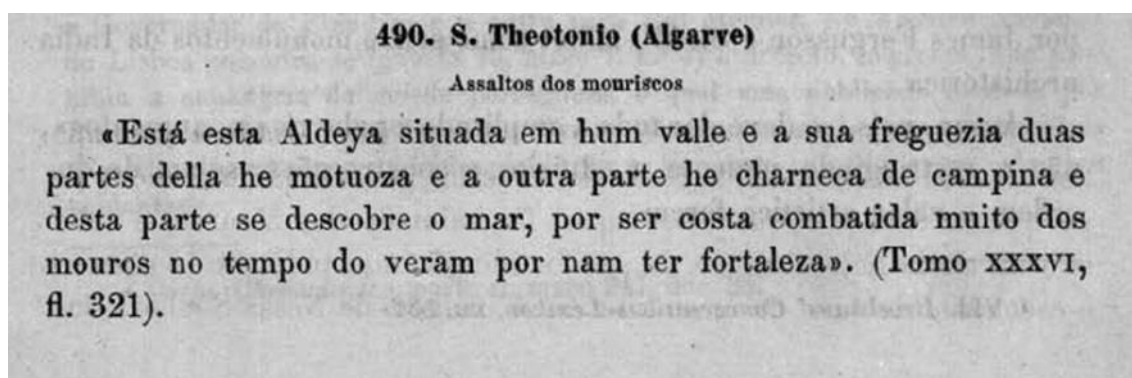 490. S. Theotonio (Algarve)
Assaltos dos mouriscos
«Está esta Aldeya situada em hum valle e a sua freguezia duas
partes della he motuoza e a outra parte he charneca de campina e
desta parte se descobre o mar, por ser costa combatida muito dos
mouros no tempo do veram por nam ter fortaleza». (Tomo XXXVI,
fl. 321).